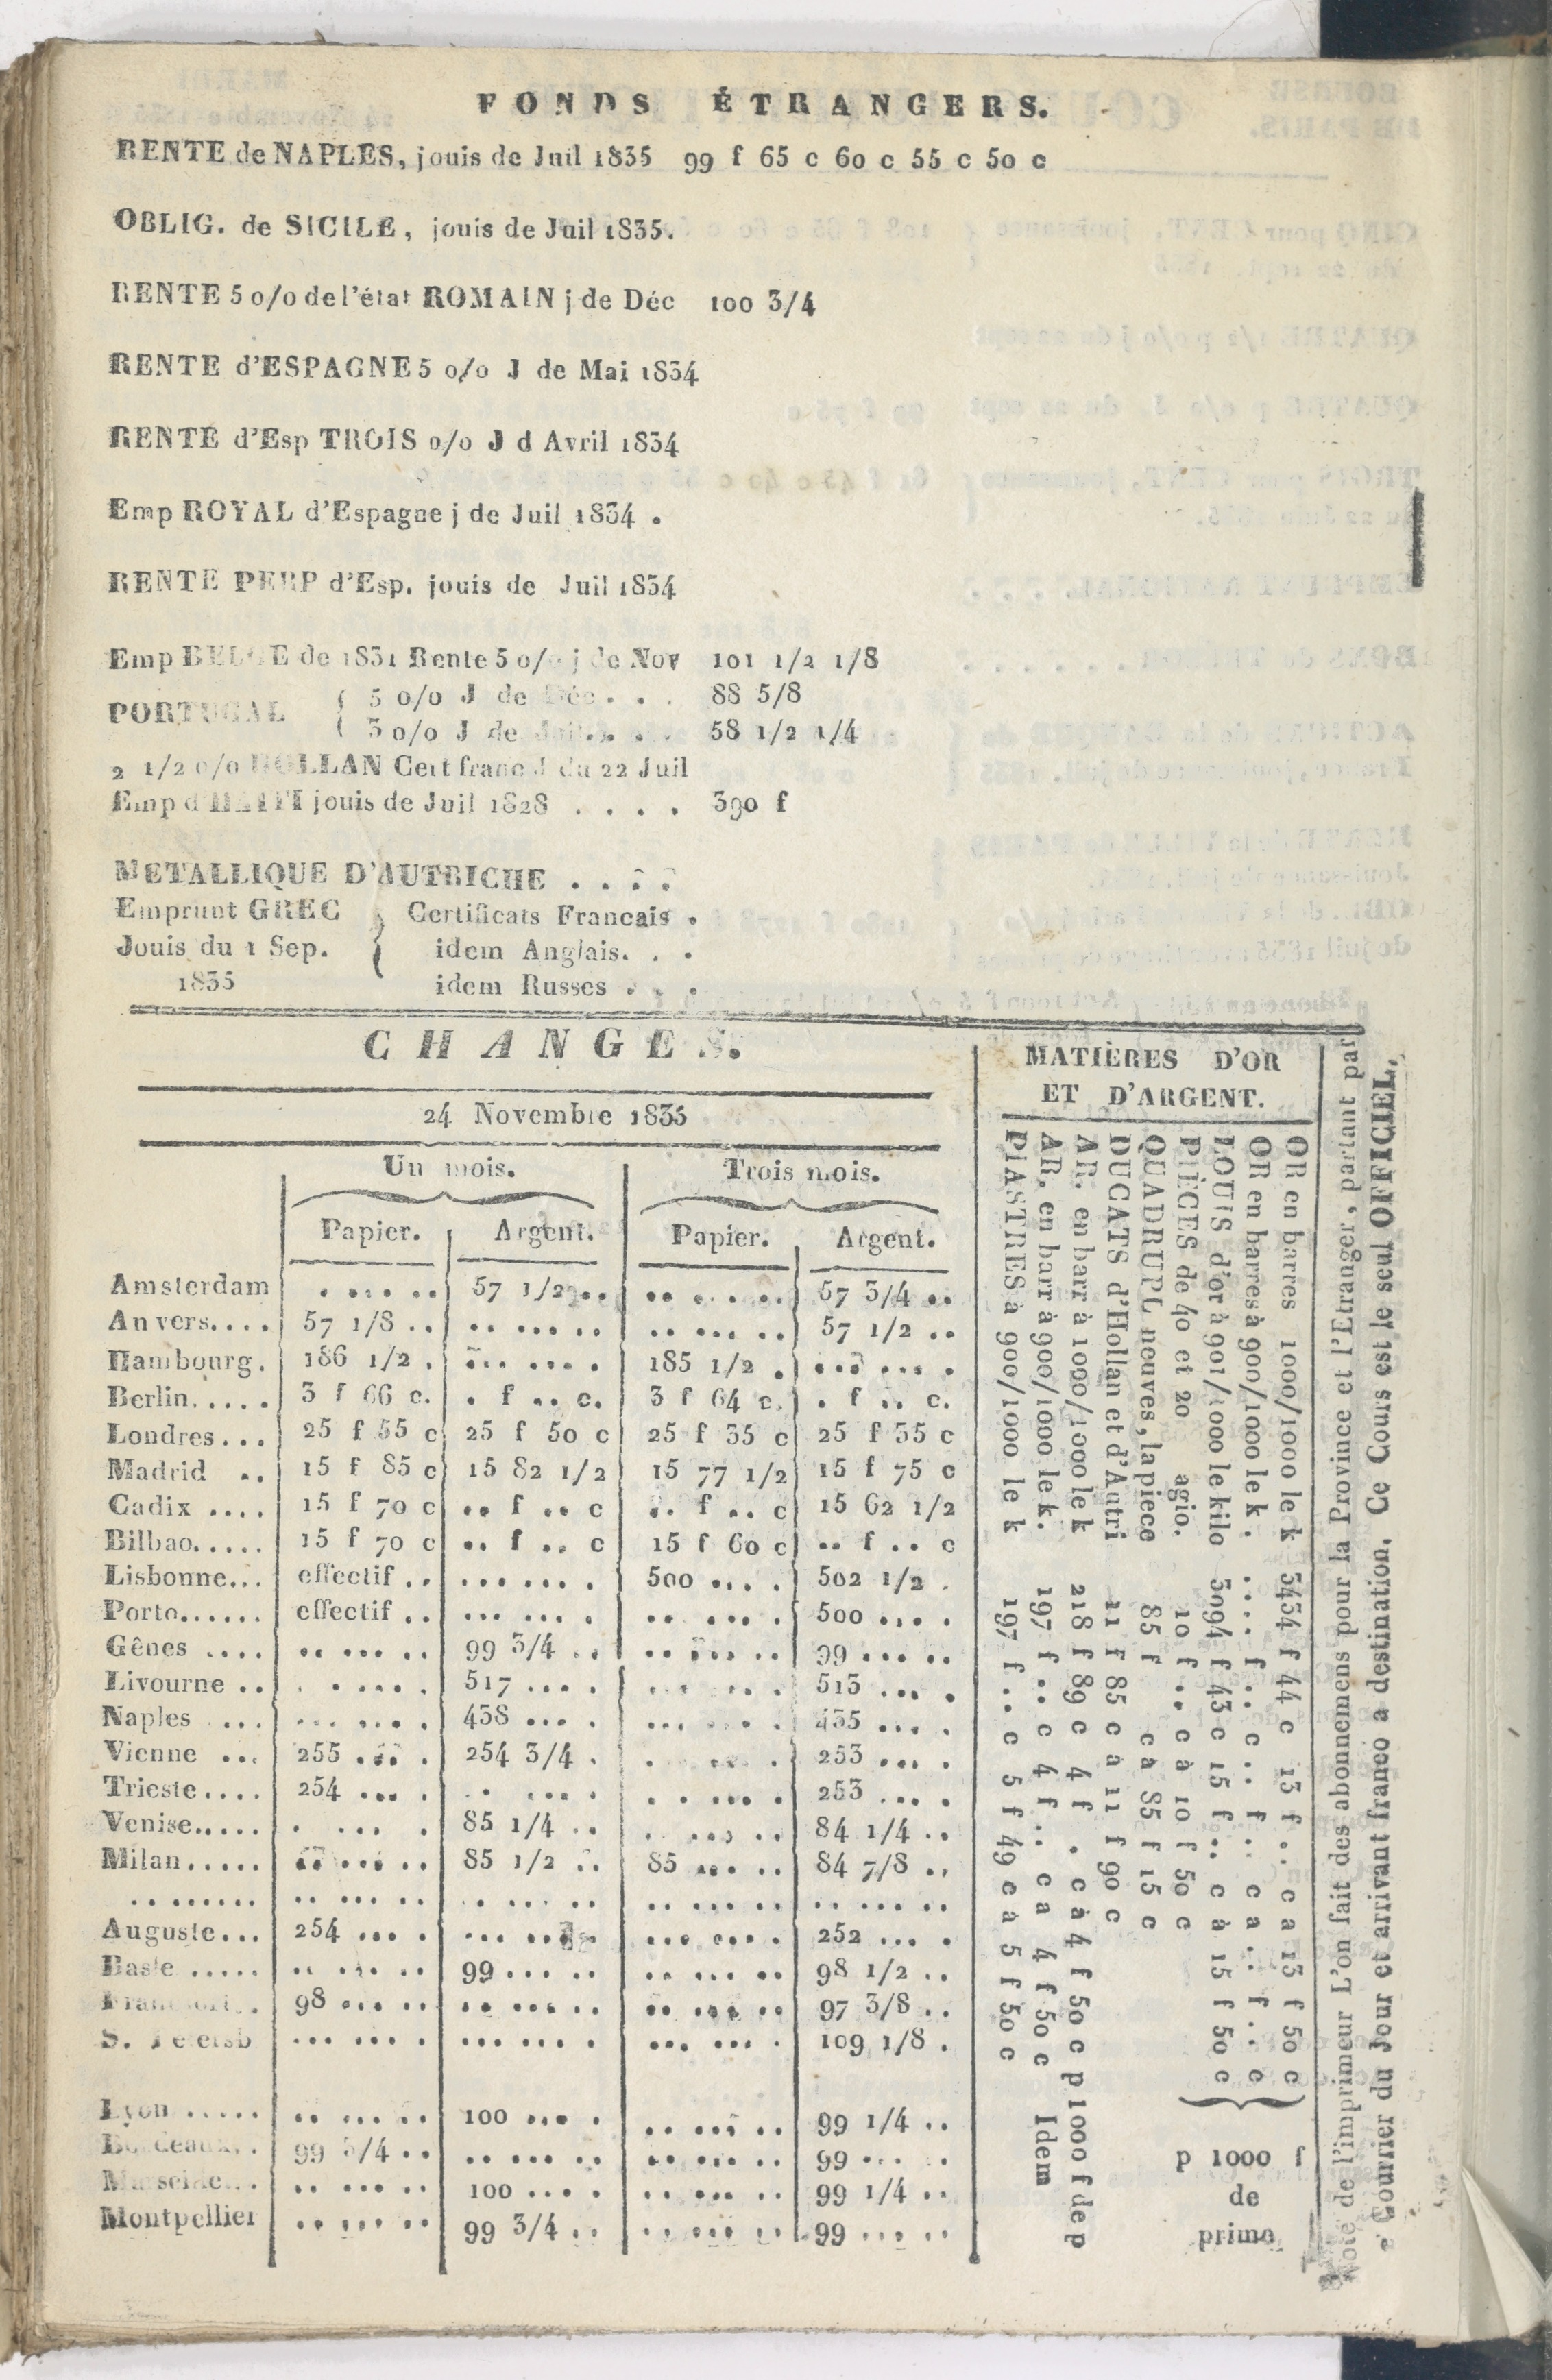 FONDS ÉTRANGERS.
RENTE de NAPLES, jouis de Juil 1835 99 f 65 c 60 c 55 c 50 c
OBLIG. de SICILE, jouis de Juil 1835.
RENTE 5 o/o de l'état ROMAIN j de Déc 100 3/4
RENTE d'ESPAGNE 5 o/o J de Mai 1834
RENTE d'Esp TROIS o/o J d Avril 1834
Emp ROYAL d'Espagne j de Juil 1834 .
RENTE PERP d'Esp. jouis de Juil 1834
Emp BELGE de 1831 Rente 5 o/o j de Nov 101 1/2 1/8
PORTUGAL { 5 o/o J de Déc . . . 88 5/8
{ 3 o/o J de Juil. . . . 58 1/2 1/4
2 1/2 o/o HOLLAN Cert franc J du 22 Juil
Emp d'HAITI jouis de Juil 1828 . . . . 390 f
METALLIQUE D'AUTRICHE . . . .
Emprunt GREC { Certificats Francais .
Jouis du 1 Sep. idem Anglais. . .
1835 idem Russes . . .
CHANGES.
24 Novembre 1835
Un mois. Trois mois.
Papier. Argent. Papier. Argent.
Amsterdam . ... .. 57 1/2 .. .. ... .. 57 3/4 ..
Anvers.... 57 1/8 .. .. ... .. .. ... .. 57 1/2 ..
Hambourg. 186 1/2 . ... ... . 185 1/2 . ... ... .
Berlin..... 3 f 66 c. . f .. c. 3 f 64 c. . f .. c.
Londres... 25 f 55 c 25 f 50 c 25 f 35 c 25 f 35 c
Madrid .. 15 f 85 c 15 82 1/2 15 77 1/2 15 f 75 c
Cadix .... 15 f 70 c .. f .. c .. f .. c 15 62 1/2
Bilbao..... 15 f 70 c .. f .. c 15 f 60 c .. f .. c
Lisbonne... effectif .. ... ... . 500 ... . 502 1/2 .
Porto...... effectif .. ... ... . .. ... . 500 ... .
Gênes .... .. ... .. 99 3/4 .. .. ... .. 99 ... ..
Livourne .. . ... .. 517 ... . ... ... . 515 ... .
Naples .... ... ... . 438 ... . ... ... . 435 ... .
Vienne ... 255 ... . 254 3/4 . . ... . 253 ... .
Trieste.... 254 ... . . ... . . ... . 253 ... .
Venise..... . ... . 85 1/4 .. . ... .. 84 1/4 ..
Milan..... .. ... .. 85 1/2 .. 85 ... .. 84 7/8 ..
........ .. ... .. . ... .. .. ... .. .. ... ..
Auguste... 254 ... . ... ... ... ... . 252 ... .
Basle ..... .. ... .. 99 ... .. .. ... .. 98 1/2 ..
Francfort.. 98 ... .. .. ... .. .. ... .. 97 3/8 ..
S. Petersb ... ... . ... ... . ... ... . 109 1/8 .
Lyon ..... .. ... .. 100 ... . .. ... .. 99 1/4 ..
Bordeaux.. 99 3/4 .. .. ... .. .. ... .. 99 ... ..
Marseille... .. ... .. 100 ... . .. ... .. 99 1/4 ..
Montpellier .. ... .. 99 3/4 .. .. ... .. 99 ... ..
MATIÈRES D'OR
ET D'ARGENT.
OR en barres 1000/1000 le k 3434 f 44 c 13 f .. c a 13 f 50 c
OR en barres à 900/1000 le k . .... f .. c .. f .. c a .. f .. c
LOUIS d'or à 901/1000 le kilo 3094 f 43 c 15 f .. c à 15 f 50 c
PIÈCES de 40 et 20 agio. 10 f .. c à 10 f 50 c
QUADRUPL neuves, la piece 85 f c à 85 f 15 c
DUCATS d'Hollan et d'Autri 11 f 85 c à 11 f 90 c
AR. en barr à 1000/1000 le k 218 f 89 c 4 f . c à 4 f 50 c p 1000 f de p
AR. en barr à 900/1000 le k. 197 f .. c 4 f .. c a 4 f 50 c Idem
PIASTRES à 900/1000 le k 197 f .. c 5 f 49 c à 5 f 50 c
p 1000 f
de
prime
Note de l'imprimeur L'on fait des abonnemens pour la Province et l'Etranger, partant par
e Courrier du Jour et arrivant franco a destination. Ce Cours est le seul OFFICIEL.